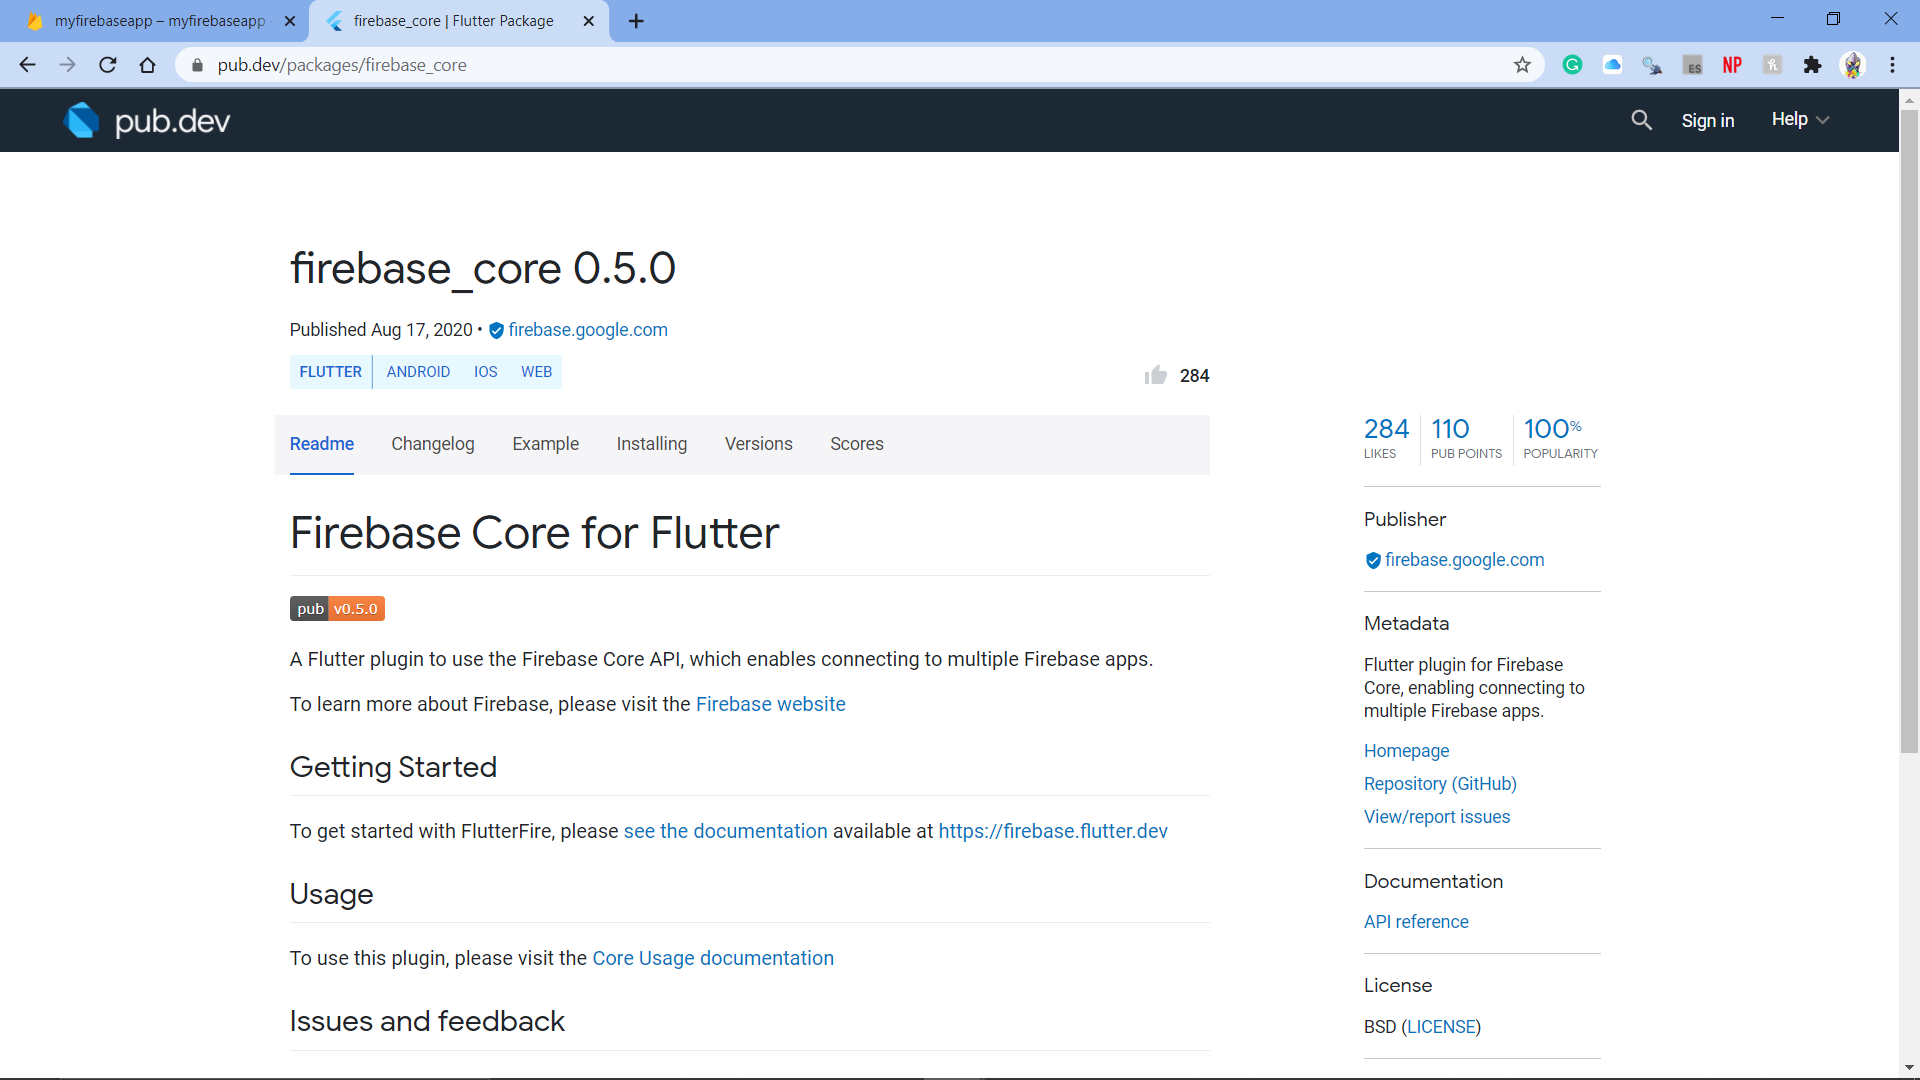 myfirebaseapp – myfirebaseapp
firebase_core | Flutter Package
pub.dev/packages/firebase_core
ES
NP
pub.dev
Sign in
Help
firebase_core 0.5.0
Published Aug 17, 2020 • firebase.google.com
FLUTTER ANDROID IOS WEB
284
Readme Changelog Example Installing Versions Scores
284 LIKES
110 PUB POINTS
100% POPULARITY
Firebase Core for Flutter
pub v0.5.0
A Flutter plugin to use the Firebase Core API, which enables connecting to multiple Firebase apps.
To learn more about Firebase, please visit the Firebase website
Getting Started
To get started with FlutterFire, please see the documentation available at https://firebase.flutter.dev
Usage
To use this plugin, please visit the Core Usage documentation
Issues and feedback
Publisher
firebase.google.com
Metadata
Flutter plugin for Firebase
Core, enabling connecting to
multiple Firebase apps.
Homepage
Repository (GitHub)
View/report issues
Documentation
API reference
License
BSD (LICENSE)